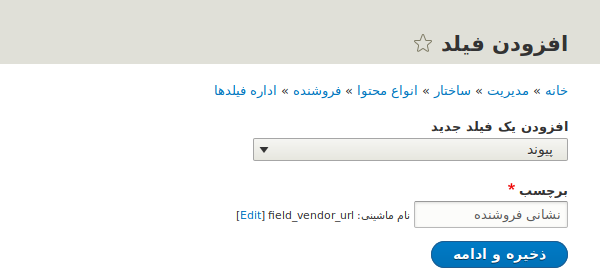 افزودن فیلد
خانه » مدیریت » ساختار » انواع محتوا » فروشنده » اداره فیلدها
افزودن یک فیلد جدید
پیوند
برچسب *
نشانی فروشنده نام ماشینی: field_vendor_url [Edit]
ذخیره و ادامه